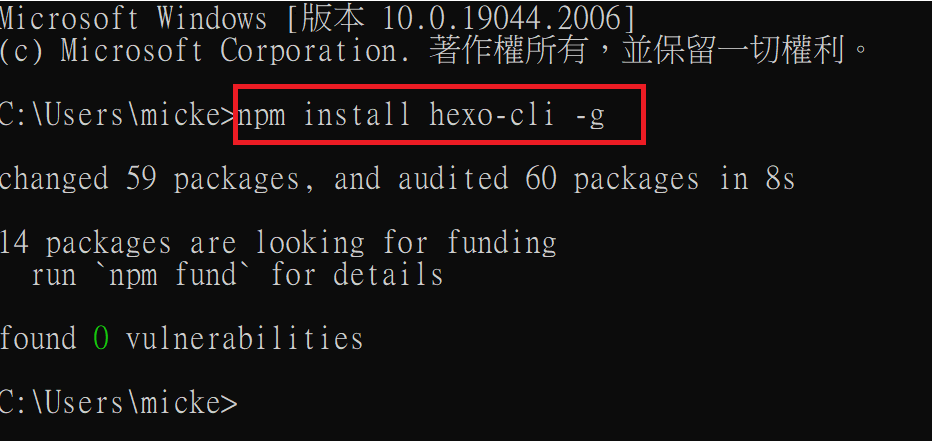 Microsoft Windows [版本 10.0.19044.2006]
(c) Microsoft Corporation. 著作權所有，並保留一切權利。
C:\Users\micke>npm install hexo-cli -g
changed 59 packages, and audited 60 packages in 8s
14 packages are looking for funding
  run `npm fund` for details
found 0 vulnerabilities
C:\Users\micke>